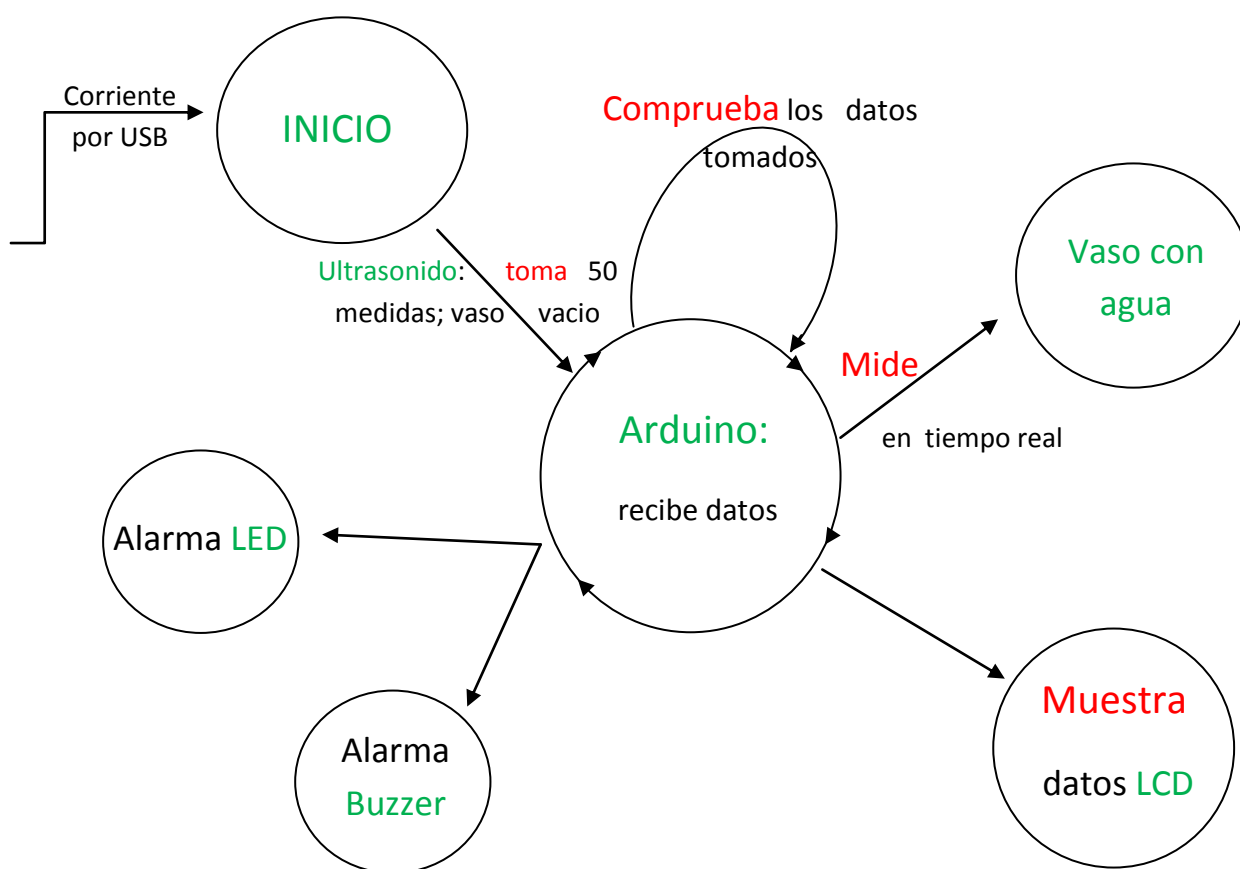 Corriente
por USB
INICIO
Comprueba los datos
tomados
Ultrasonido: toma 50
medidas; vaso vacio
Vaso con
agua
Mide
en tiempo real
Arduino:
recibe datos
Alarma LED
Alarma
Buzzer
Muestra
datos LCD